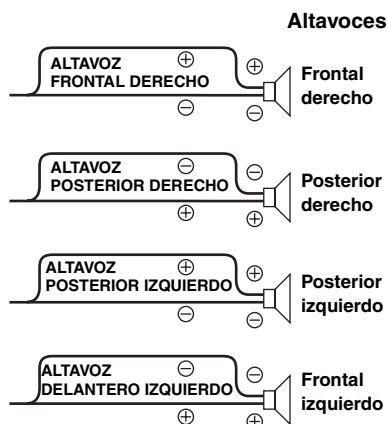 Altavoces
ALTAVOZ
FRONTAL DERECHO
⊕ ⊕
⊖ ⊖
Frontal
derecho
ALTAVOZ
POSTERIOR DERECHO
⊖ ⊖
⊕ ⊕
Posterior
derecho
ALTAVOZ
POSTERIOR IZQUIERDO
⊕ ⊕
⊖ ⊖
Posterior
izquierdo
ALTAVOZ
DELANTERO IZQUIERDO
⊖ ⊖
⊕ ⊕
Frontal
izquierdo